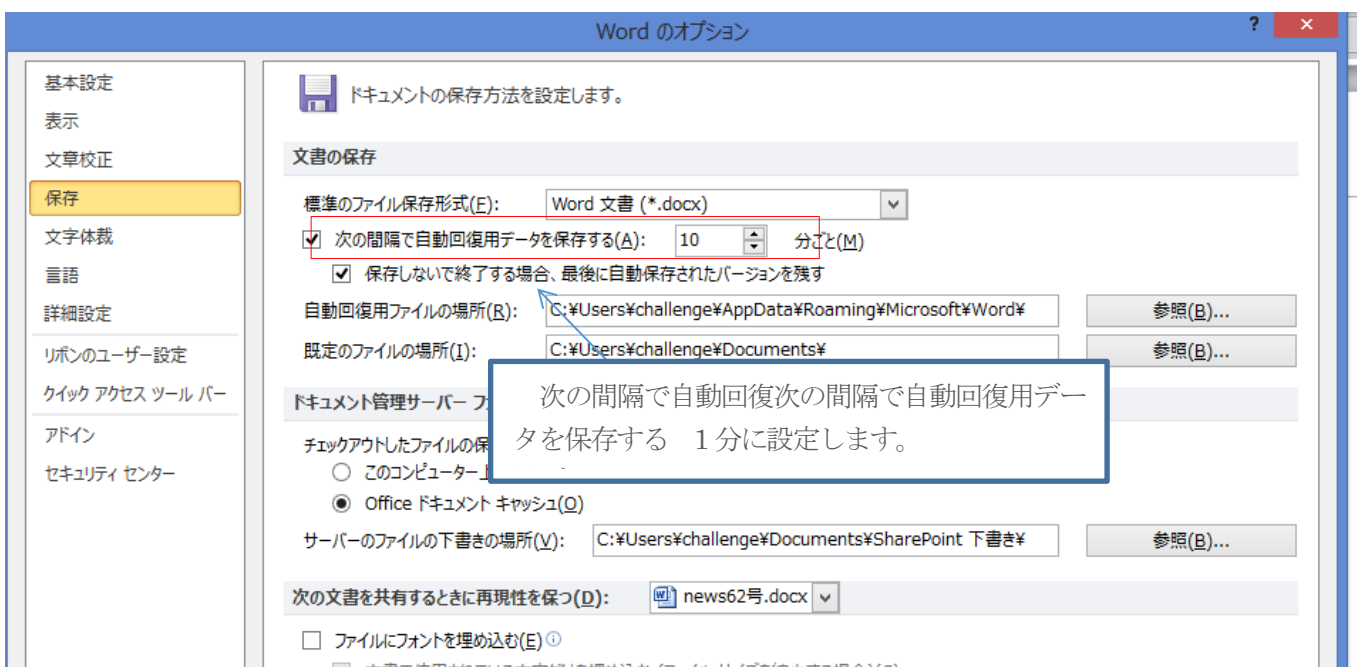 Word のオプション
?
×
基本設定
表示
文章校正
保存
文字体裁
言語
詳細設定
リボンのユーザー設定
クイック アクセス ツール バー
アドイン
セキュリティ センター
ドキュメントの保存方法を設定します。
文書の保存
標準のファイル保存形式(F): Word 文書 (*.docx)
次の間隔で自動回復用データを保存する(A): 10 分ごと(M)
保存しないで終了する場合、最後に自動保存されたバージョンを残す
自動回復用ファイルの場所(R): C:¥Users¥challenge¥AppData¥Roaming¥Microsoft¥Word¥ 参照(B)...
既定のファイルの場所(I): C:¥Users¥challenge¥Documents¥ 参照(B)...
次の間隔で自動回復次の間隔で自動回復用デー
タを保存する　1分に設定します。
ドキュメント管理サーバー フ
チェックアウトしたファイルの保
このコンピューター上
Office ドキュメント キャッシュ(O)
サーバーのファイルの下書きの場所(V): C:¥Users¥challenge¥Documents¥SharePoint 下書き¥ 参照(B)...
次の文書を共有するときに再現性を保つ(D): news62号.docx
ファイルにフォントを埋め込む(E)